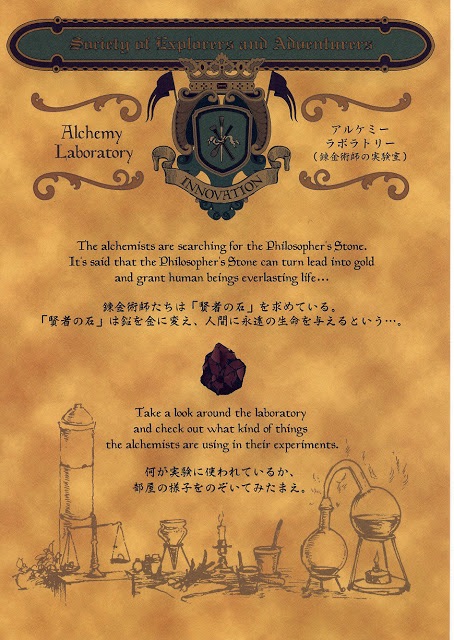 Society of Explorers and Adventurers
Alchemy
Laboratory
アルケミー
ラボラトリー
(錬金術師の実験室)
INNOVATION
The alchemists are searching for the Philosopher's Stone.
It's said that the Philosopher's Stone can turn lead into gold
and grant human beings everlasting life...
錬金術師たちは「賢者の石」を求めている。
「賢者の石」は鉛を金に変え、人間に永遠の生命を与えるという…。
Take a look around the laboratory
and check out what kind of things
the alchemists are using in their experiments.
何が実験に使われているか、
部屋の様子をのぞいてみたまえ。